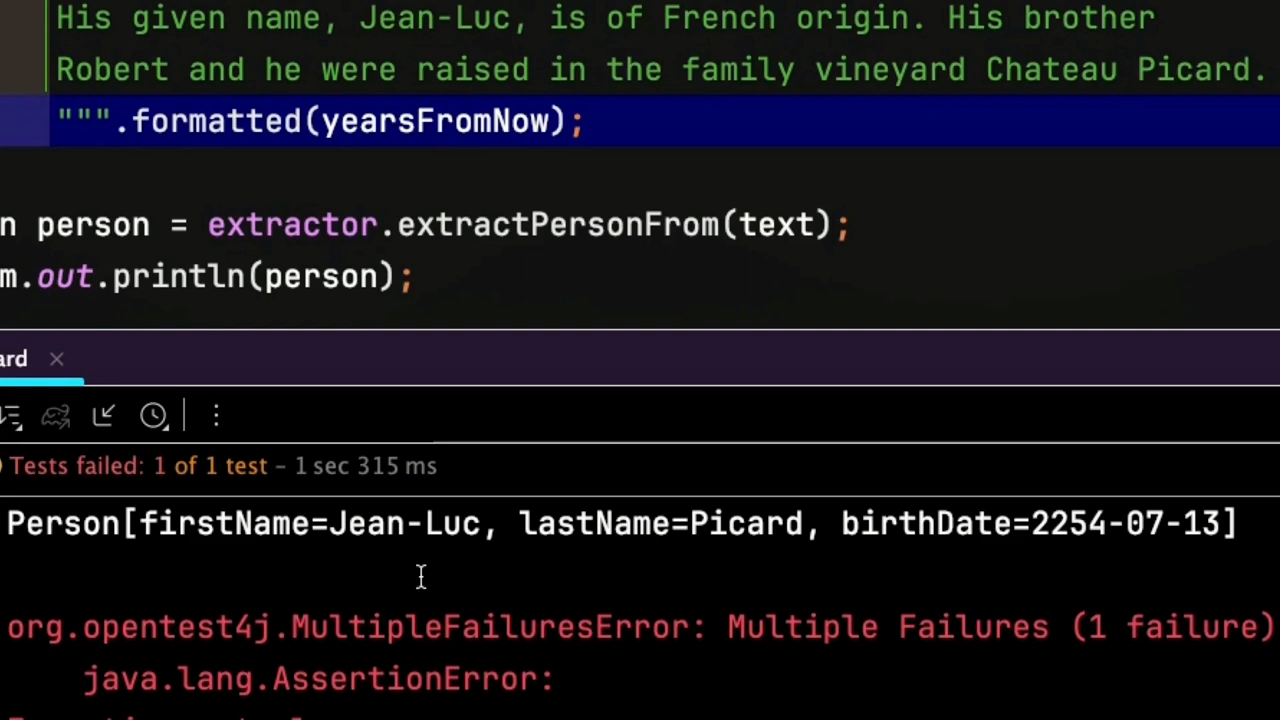 His given name, Jean-Luc, is of French origin. His brother
Robert and he were raised in the family vineyard Chateau Picard.
""".formatted(yearsFromNow);
n person = extractor.extractPersonFrom(text);
m.out.println(person);
ard
Tests failed: 1 of 1 test – 1 sec 315 ms
Person[firstName=Jean-Luc, lastName=Picard, birthDate=2254-07-13]
org.opentest4j.MultipleFailuresError: Multiple Failures (1 failure)
java.lang.AssertionError: